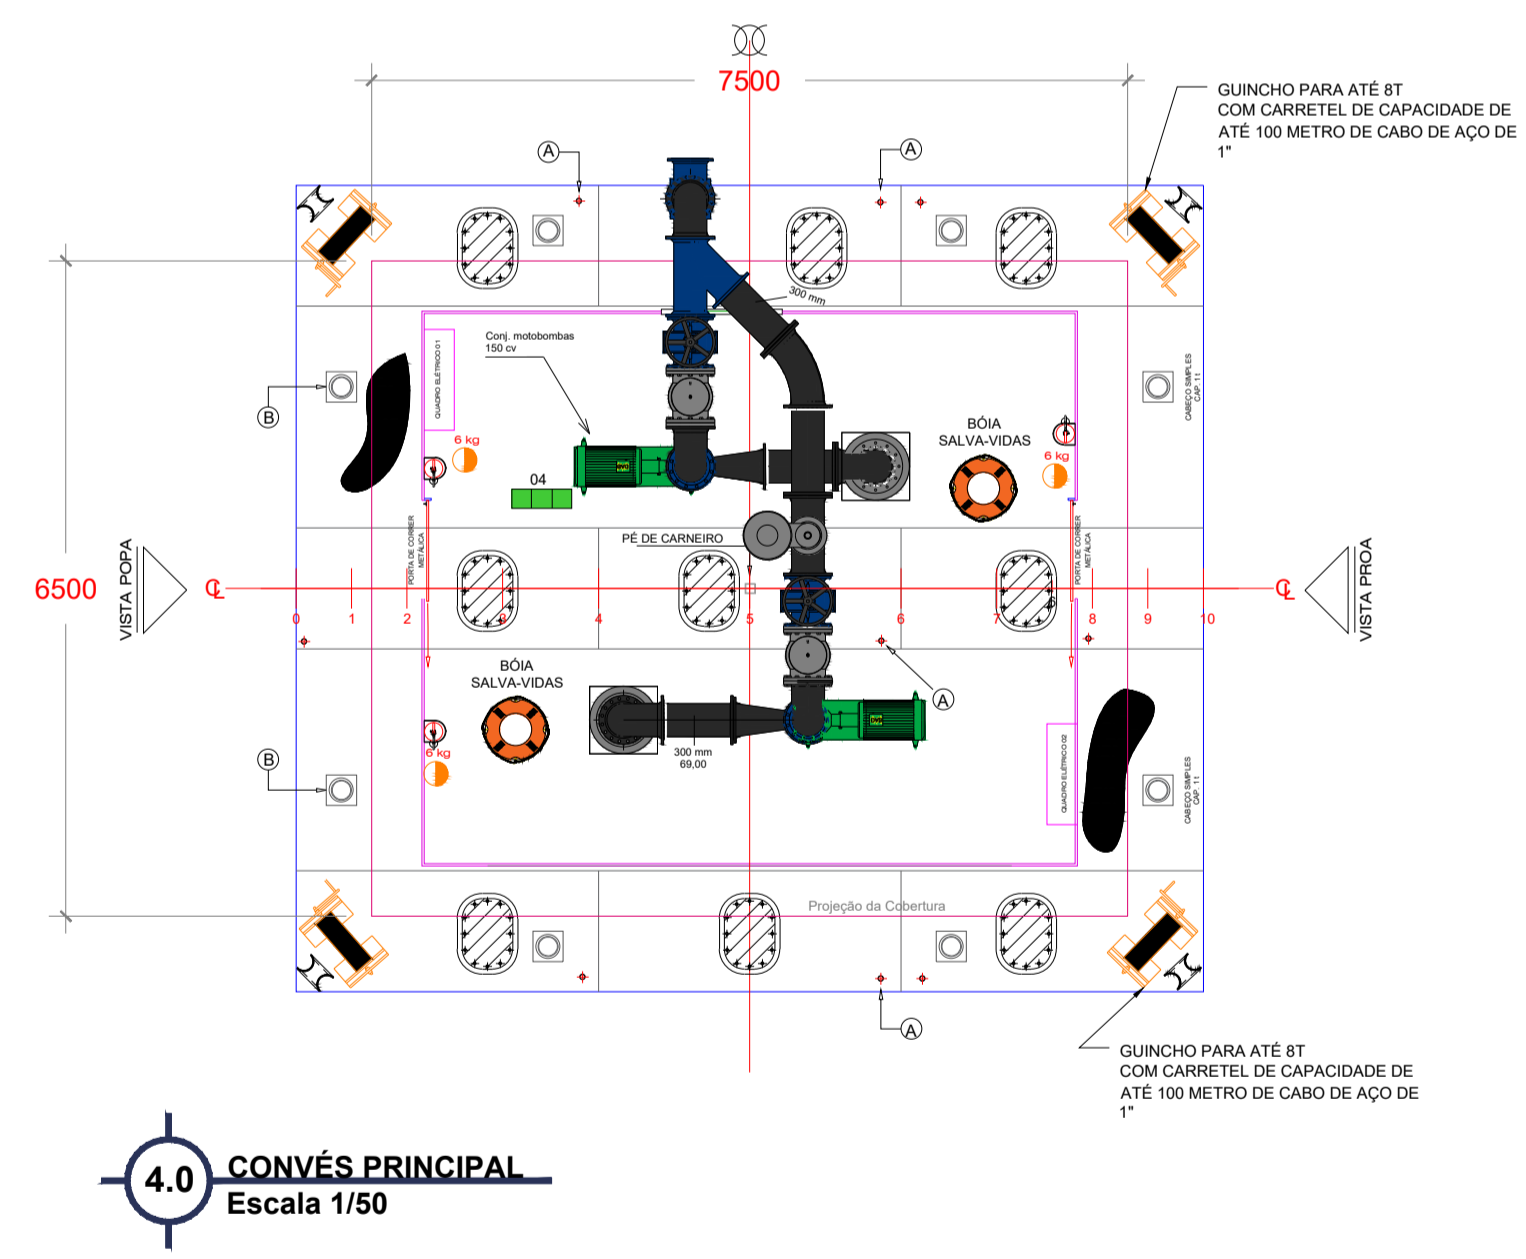 7500
GUINCHO PARA ATÉ 8T
COM CARRETEL DE CAPACIDADE DE
ATÉ 100 METRO DE CABO DE AÇO DE
1"
A
A
300 mm
Conj. motobombas
150 cv
QUADRO ELÉTRICO 01
CABEÇO SIMPLES
CAP. 1 t
B
BÓIA
SALVA-VIDAS
6 kg
6 kg
04
PORTA DE CORRER
METÁLICA
PÉ DE CARNEIRO
PORTA DE CORRER
METÁLICA
6500
VISTA POPA
VISTA PROA
0
1
2
3
4
5
6
7
8
9
10
BÓIA
SALVA-VIDAS
A
6 kg
300 mm
69,00
B
QUADRO ELÉTRICO 02
CABEÇO SIMPLES
CAP. 1 t
Projeção da Cobertura
A
GUINCHO PARA ATÉ 8T
COM CARRETEL DE CAPACIDADE DE
ATÉ 100 METRO DE CABO DE AÇO DE
1"
4.0
CONVÉS PRINCIPAL
Escala 1/50